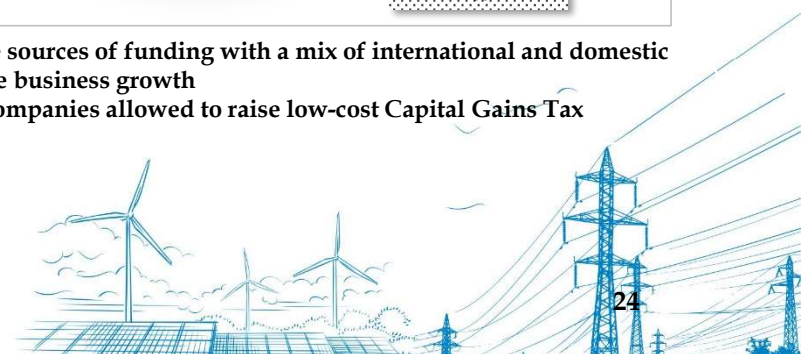 sources of funding with a mix of international and domestic
business growth
ompanies allowed to raise low-cost Capital Gains Tax
24